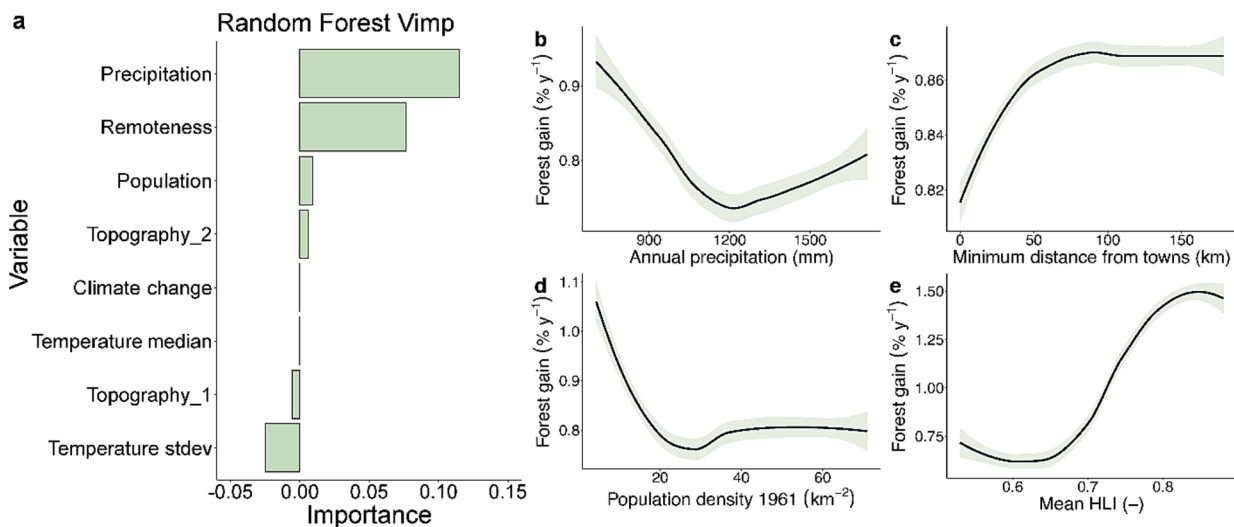 a
Random Forest Vimp
Variable
Precipitation
Remoteness
Population
Topography_2
Climate change
Temperature median
Topography_1
Temperature stdev
-0.05 0.00 0.05 0.10
Importance
b
Forest gain (% y⁻¹)
0.9
0.8
900 1200 1500
Annual precipitation (mm)
c
Forest gain (% y⁻¹)
0.86
0.84
0.82
0 50 100 150
Minimum distance from towns (km)
d
Forest gain (% y⁻¹)
1.1
1.0
0.9
0.8
20 40 60
Population density 1961 (km⁻²)
e
Forest gain (% y⁻¹)
1.50
1.25
1.00
0.75
0.6 0.7 0.8
Mean HLI (–)